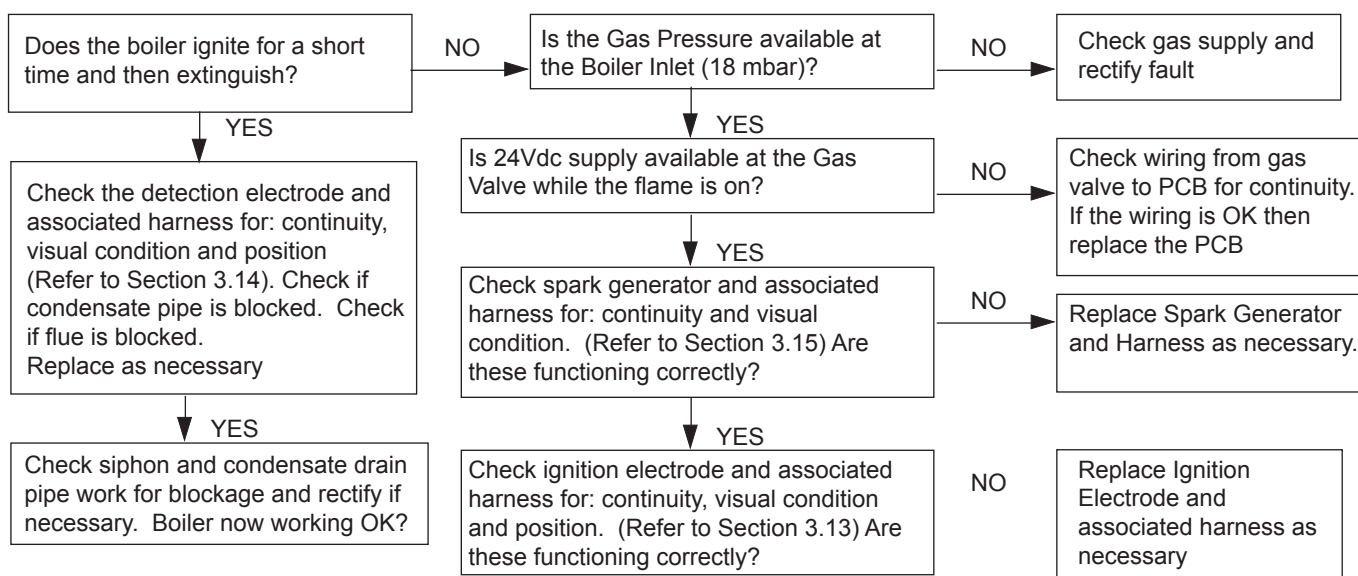 Does the boiler ignite for a short
time and then extinguish?
NO
Is the Gas Pressure available at
the Boiler Inlet (18 mbar)?
NO
Check gas supply and
rectify fault
YES
YES
Check the detection electrode and
associated harness for: continuity,
visual condition and position
(Refer to Section 3.14). Check if
condensate pipe is blocked.  Check
if flue is blocked.
Replace as necessary
Is 24Vdc supply available at the Gas
Valve while the flame is on?
NO
Check wiring from gas
valve to PCB for continuity.
If the wiring is OK then
replace the PCB
YES
Check spark generator and associated
harness for: continuity and visual
condition.  (Refer to Section 3.15) Are
these functioning correctly?
NO
Replace Spark Generator
and Harness as necessary.
YES
YES
Check siphon and condensate drain
pipe work for blockage and rectify if
necessary.  Boiler now working OK?
Check ignition electrode and associated
harness for: continuity, visual condition
and position.  (Refer to Section 3.13) Are
these functioning correctly?
NO
Replace Ignition
Electrode and
associated harness as
necessary